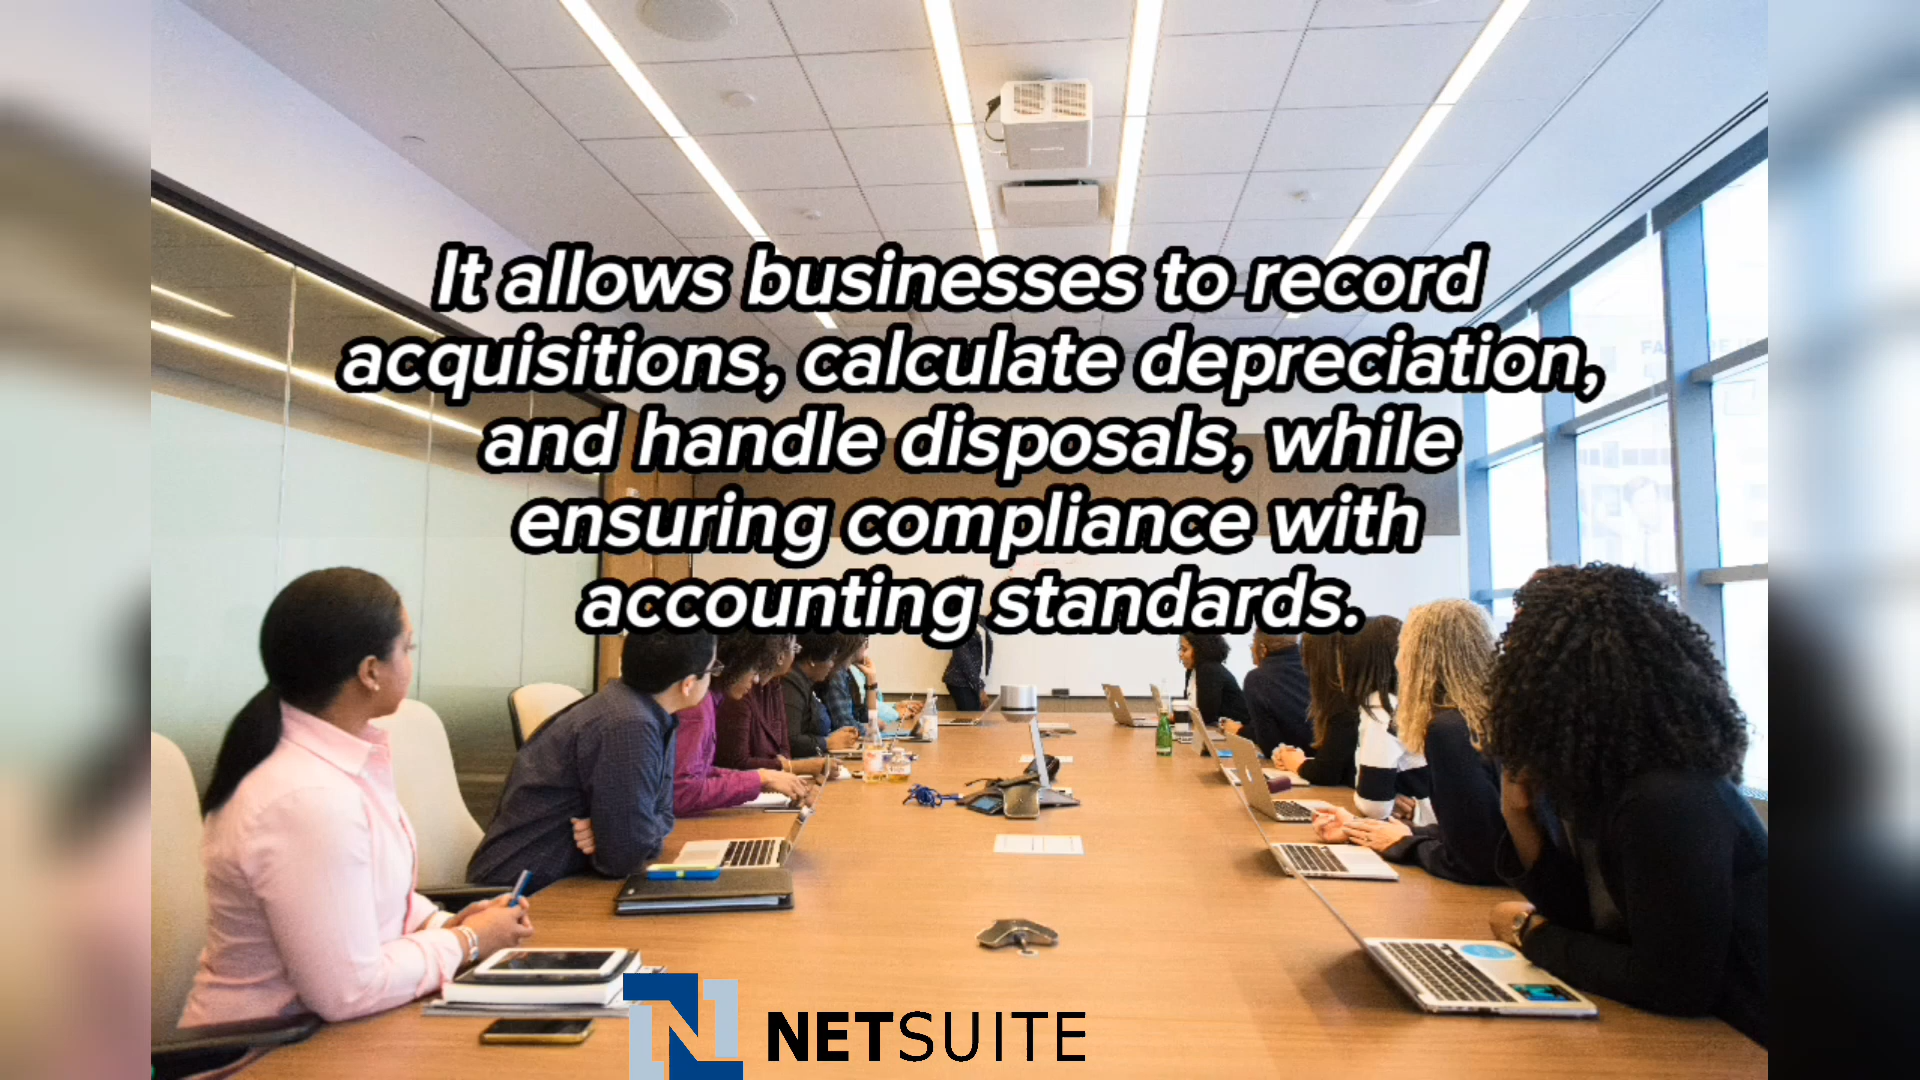 It allows businesses to record
acquisitions, calculate depreciation,
and handle disposals, while
ensuring compliance with
accounting standards.
NETSUITE